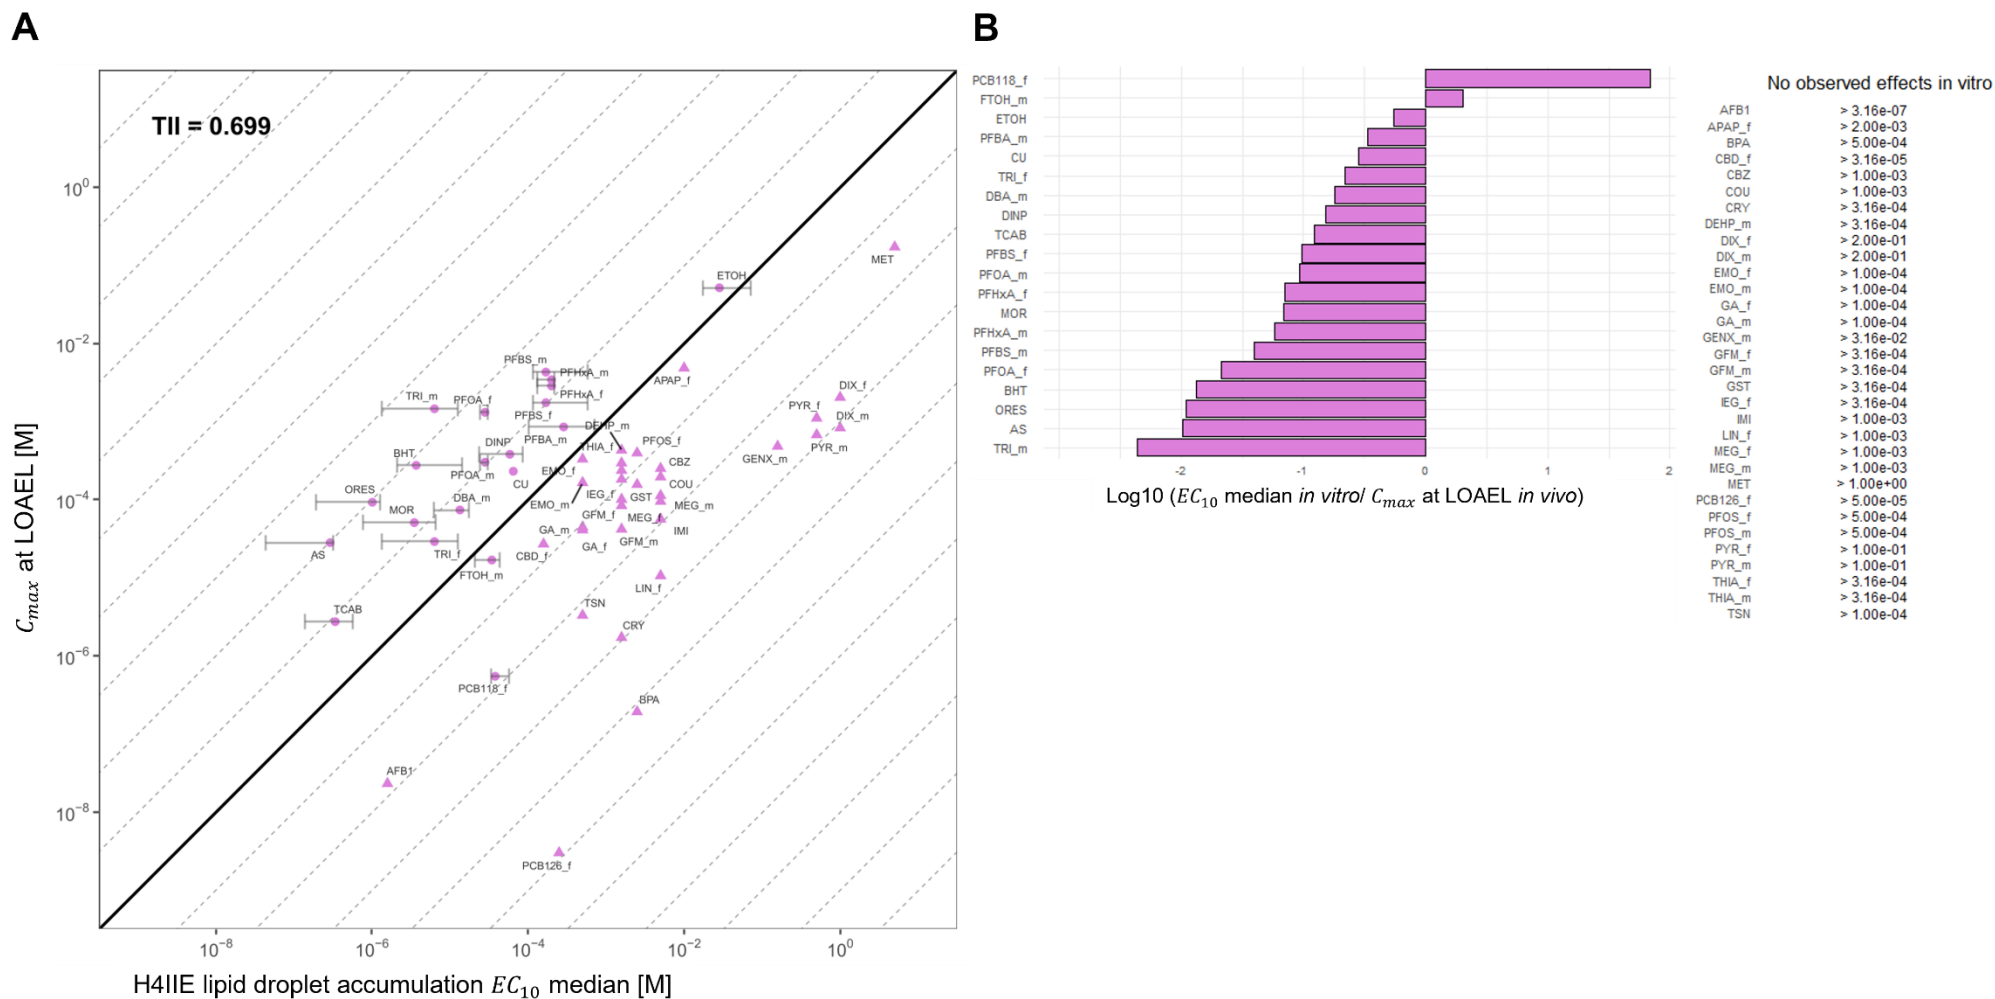 A
TII = 0.699
10⁰
10⁻²
10⁻⁴
10⁻⁶
10⁻⁸
C_max at LOAEL [M]
MET
ETOH
PFBS_m
PFHxA_m
APAP_f
DIX_f
TRI_m
PFOA_f
PFHxA_f
PYR_f
DIX_m
PFBS_f
DEHP_m
PFBA_m
THIA_f
PFOS_f
PYR_m
DINP
BHT
GENX_m
CBZ
PFOA_m
EMO_f
CU
COU
ORES
DBA_m
IEG_f
GST
EMO_m
MEG_m
MOR
GFM_f
MEG_f
GA_m
IMI
AS
TRI_f
CBD_f
GA_f
GFM_m
FTOH_m
LIN_f
TSN
TCAB
CRY
PCB118_f
BPA
AFB1
PCB126_f
10⁻⁸
10⁻⁶
10⁻⁴
10⁻²
10⁰
H4IIE lipid droplet accumulation EC₁₀ median [M]
B
PCB118_f
FTOH_m
ETOH
PFBA_m
CU
TRI_f
DBA_m
DINP
TCAB
PFBS_f
PFOA_m
PFHxA_f
MOR
PFHxA_m
PFBS_m
PFOA_f
BHT
ORES
AS
TRI_m
-2
-1
0
1
2
Log10 (EC₁₀ median in vitro/ C_max at LOAEL in vivo)
No observed effects in vitro
AFB1 > 3.16e-07
APAP_f > 2.00e-03
BPA > 5.00e-04
CBD_f > 3.16e-05
CBZ > 1.00e-03
COU > 1.00e-03
CRY > 3.16e-04
DEHP_m > 3.16e-04
DIX_f > 2.00e-01
DIX_m > 2.00e-01
EMO_f > 1.00e-04
EMO_m > 1.00e-04
GA_f > 1.00e-04
GA_m > 1.00e-04
GENX_m > 3.16e-02
GFM_f > 3.16e-04
GFM_m > 3.16e-04
GST > 3.16e-04
IEG_f > 3.16e-04
IMI > 1.00e-03
LIN_f > 1.00e-03
MEG_f > 1.00e-03
MEG_m > 1.00e-03
MET > 1.00e+00
PCB126_f > 5.00e-05
PFOS_f > 5.00e-04
PFOS_m > 5.00e-04
PYR_f > 1.00e-01
PYR_m > 1.00e-01
THIA_f > 3.16e-04
THIA_m > 3.16e-04
TSN > 1.00e-04